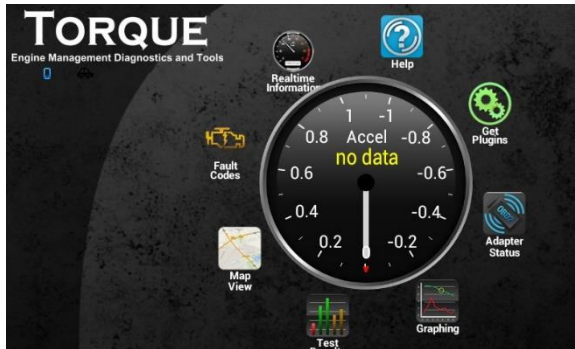 TORQUE
Engine Management Diagnostics and Tools
Help
Realtime
Information
Get
Plugins
Fault
Codes
Adapter
Status
Map
View
Graphing
Test
Accel
no data
1
-1
0.8
-0.8
0.6
-0.6
0.4
-0.4
0.2
-0.2
0
OBD2